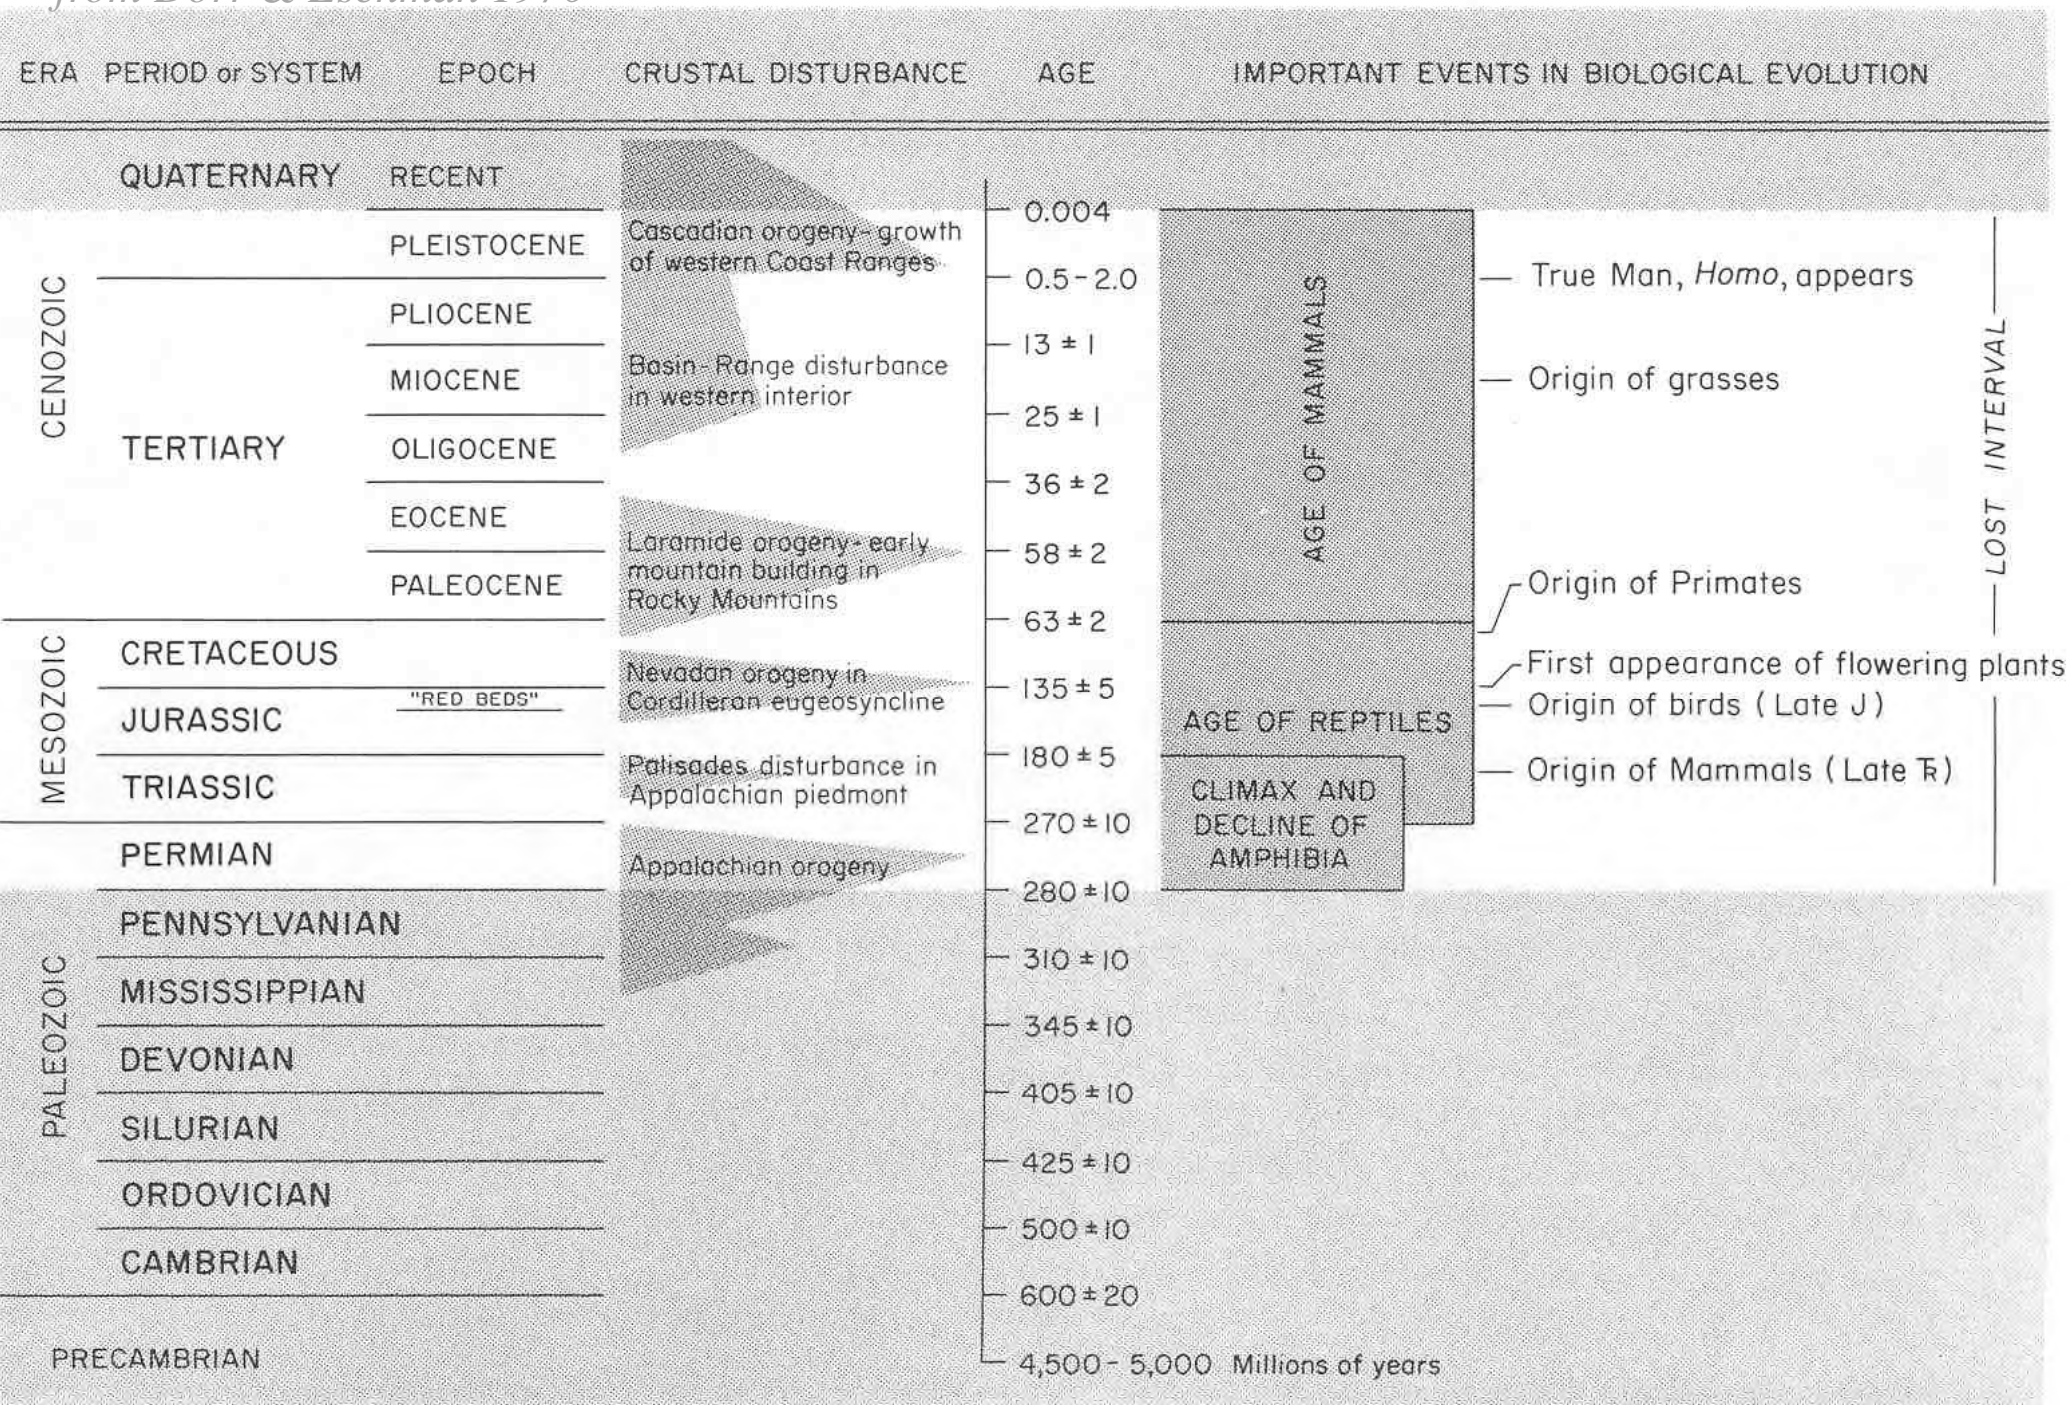 from Dorr & Eschman 1970
ERA PERIOD or SYSTEM EPOCH CRUSTAL DISTURBANCE AGE IMPORTANT EVENTS IN BIOLOGICAL EVOLUTION
QUATERNARY RECENT
0.004
CENOZOIC
PLEISTOCENE
Cascadian orogeny-growth
of western Coast Ranges
0.5-2.0
True Man, Homo, appears
TERTIARY
PLIOCENE
13 ± 1
MIOCENE
Basin-Range disturbance
in western interior
Origin of grasses
25 ± 1
OLIGOCENE
36 ± 2
EOCENE
Laramide orogeny-early
mountain building in
Rocky Mountains
58 ± 2
PALEOCENE
63 ± 2
AGE OF MAMMALS
Origin of Primates
LOST INTERVAL
MESOZOIC
CRETACEOUS
Nevadan orogeny in
Cordilleran eugeosyncline
135 ± 5
First appearance of flowering plants
"RED BEDS"
JURASSIC
Origin of birds (Late J)
AGE OF REPTILES
180 ± 5
TRIASSIC
Palisades disturbance in
Appalachian piedmont
Origin of Mammals (Late TR)
270 ± 10
CLIMAX AND
DECLINE OF
AMPHIBIA
PALEOZOIC
PERMIAN
Appalachian orogeny
280 ± 10
PENNSYLVANIAN
310 ± 10
MISSISSIPPIAN
345 ± 10
DEVONIAN
405 ± 10
SILURIAN
425 ± 10
ORDOVICIAN
500 ± 10
CAMBRIAN
600 ± 20
PRECAMBRIAN
4,500-5,000 Millions of years